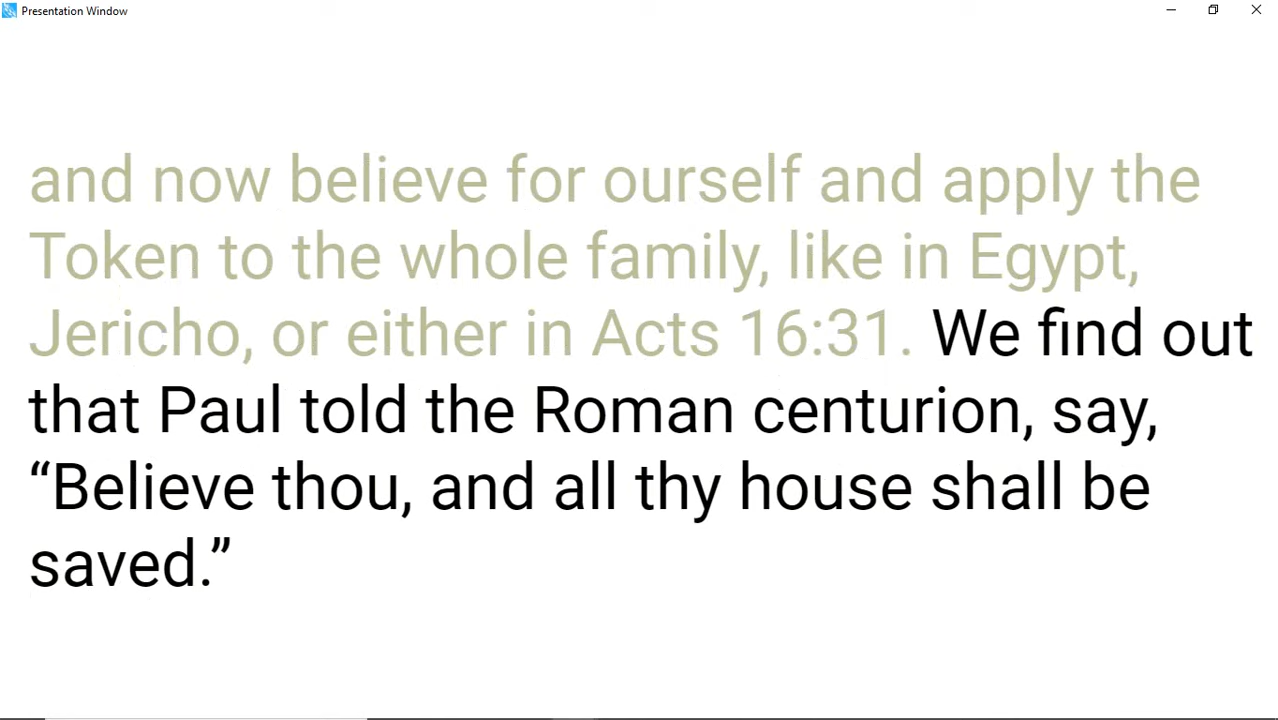 Presentation Window
and now believe for ourself and apply the
Token to the whole family, like in Egypt,
Jericho, or either in Acts 16:31. We find out
that Paul told the Roman centurion, say,
“Believe thou, and all thy house shall be
saved.”